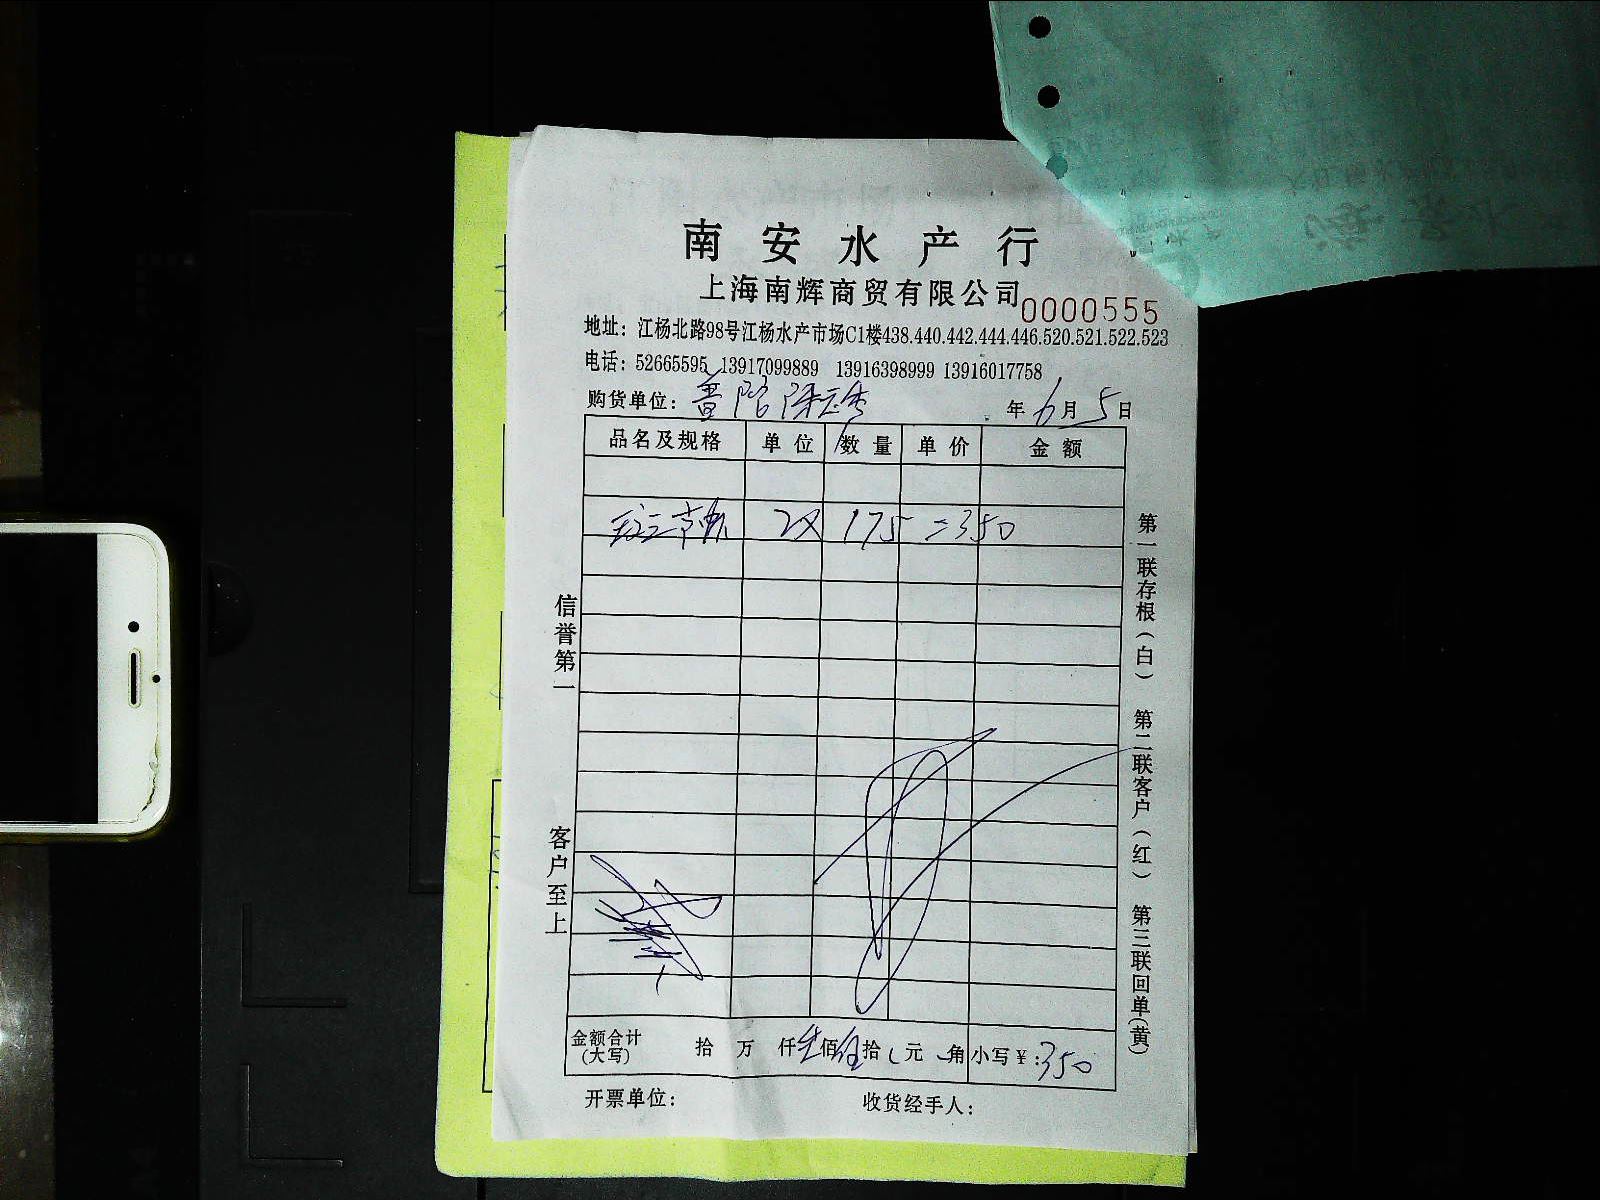 南安水产行
上海南辉商贸有限公司
0000555
地址：江杨北路98号江杨水产市场C1楼438.440.442.444.446.520.521.522.523
电话：52665595 13917099889 13916398999 13916017758
购货单位：
年6月5日
品名及规格 单位 数量 单价 金额
175 =350
信誉第一
客户至上
第一联存根(白) 第二联客户(红) 第三联回单(黄)
金额合计(大写) 拾 万 仟 佰伍拾 元 角 小写￥:350
开票单位： 收货经手人：